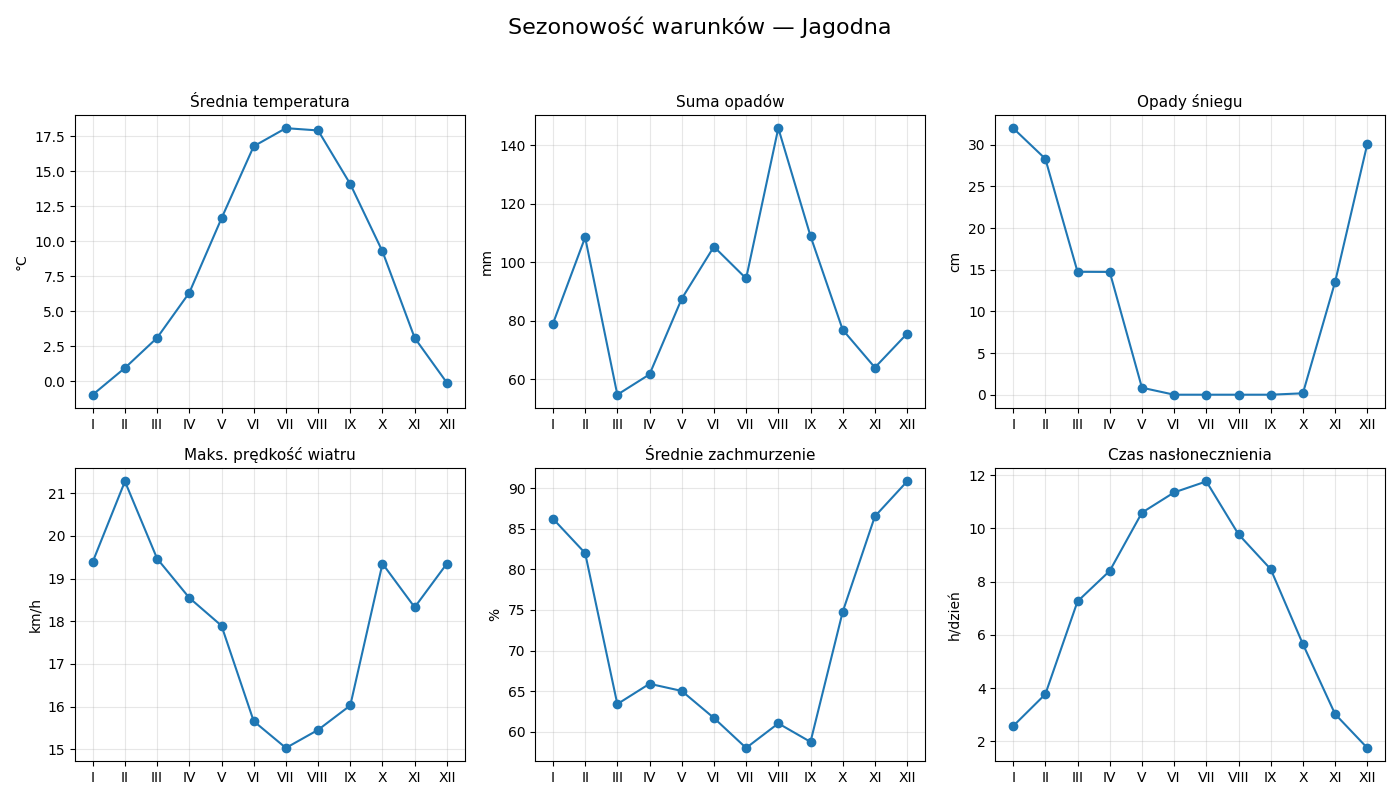 Sezonowość warunków — Jagodna
Średnia temperatura
°C
17.5
15.0
12.5
10.0
7.5
5.0
2.5
0.0
I II III IV V VI VII VIII IX X XI XII
Suma opadów
mm
140
120
100
80
60
I II III IV V VI VII VIII IX X XI XII
Opady śniegu
cm
30
25
20
15
10
5
0
I II III IV V VI VII VIII IX X XI XII
Maks. prędkość wiatru
km/h
21
20
19
18
17
16
15
I II III IV V VI VII VIII IX X XI XII
Średnie zachmurzenie
%
90
85
80
75
70
65
60
I II III IV V VI VII VIII IX X XI XII
Czas nasłonecznienia
h/dzień
12
10
8
6
4
2
I II III IV V VI VII VIII IX X XI XII